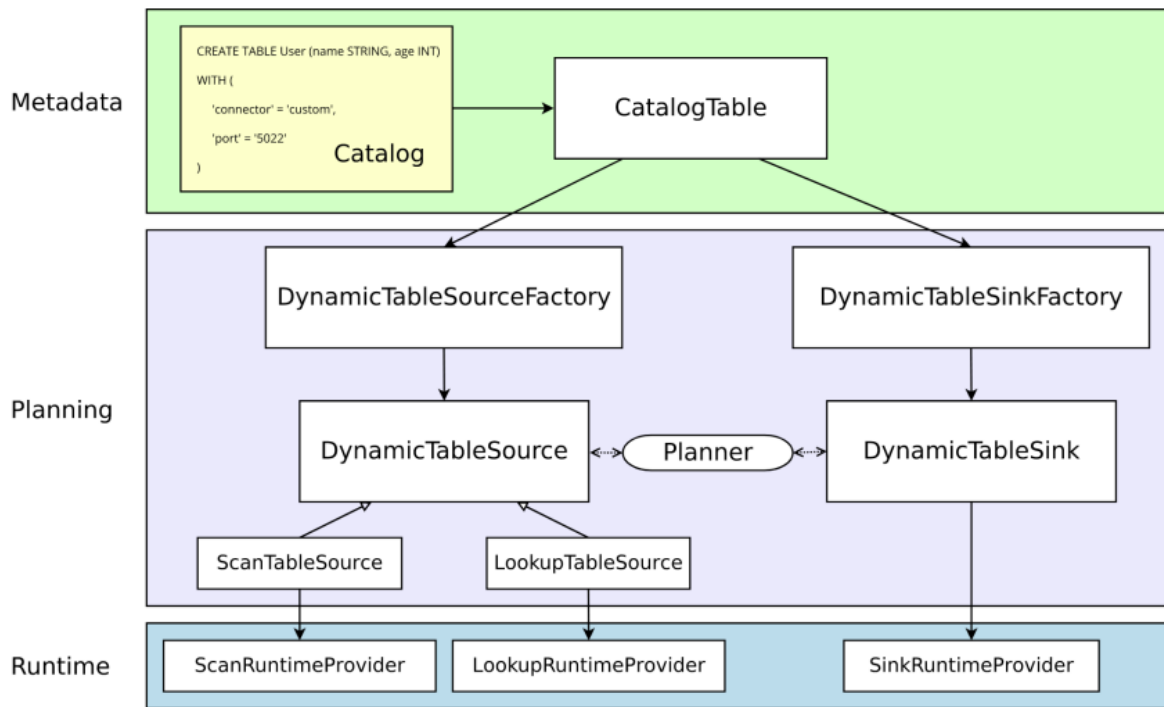 Metadata
CREATE TABLE User (name STRING, age INT)
WITH (
'connector' = 'custom',
'port' = '5022'
)
Catalog
CatalogTable
Planning
DynamicTableSourceFactory
DynamicTableSinkFactory
DynamicTableSource
Planner
DynamicTableSink
ScanTableSource
LookupTableSource
Runtime
ScanRuntimeProvider
LookupRuntimeProvider
SinkRuntimeProvider